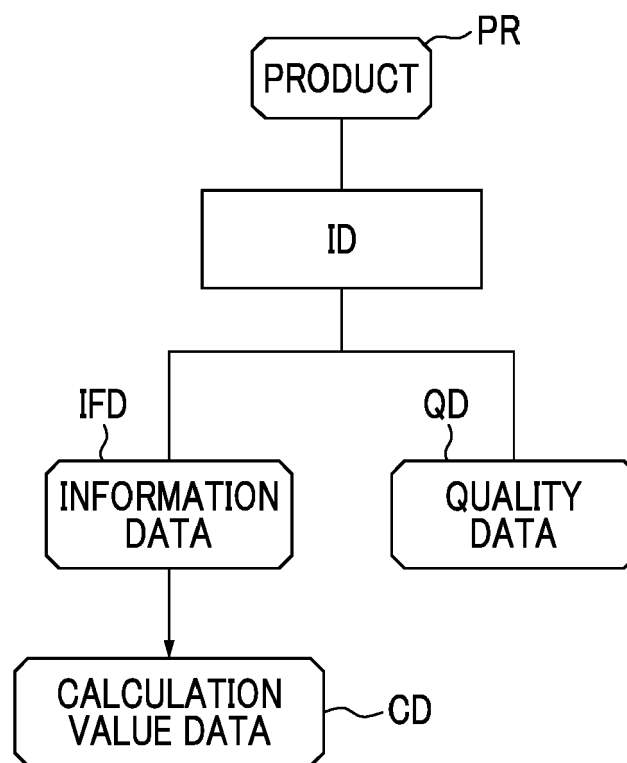 PR
PRODUCT
ID
IFD
QD
INFORMATION
DATA
QUALITY
DATA
CALCULATION
VALUE DATA
CD